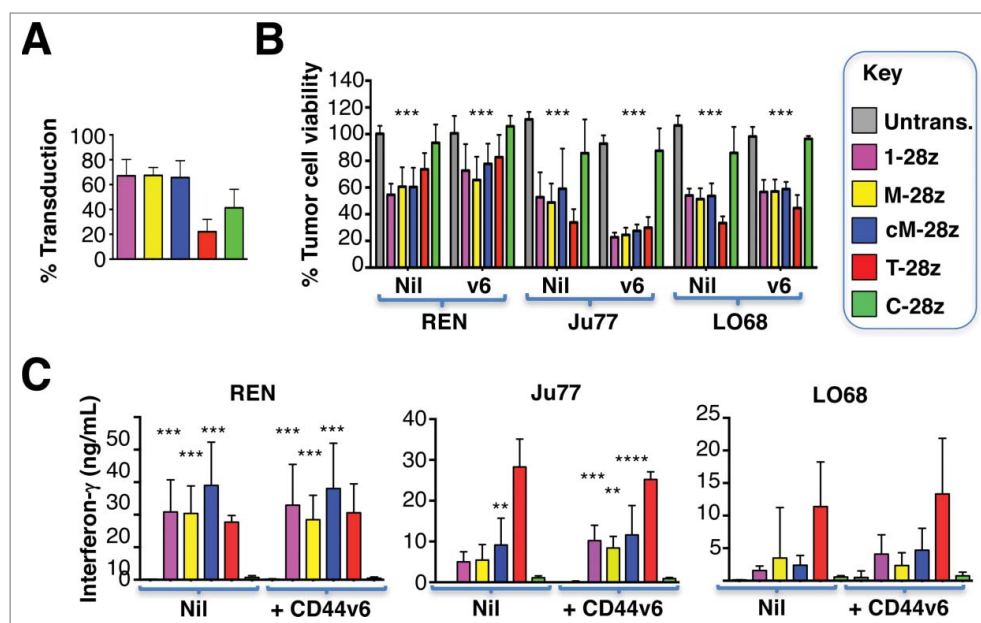 A
% Transduction
100
80
60
40
20
0
B
% Tumor cell viability
140
120
100
80
60
40
20
0
*** *** *** *** *** ***
Nil v6 Nil v6 Nil v6
REN Ju77 LO68
Key
Untrans.
1-28z
M-28z
cM-28z
T-28z
C-28z
C
Interferon-γ (ng/mL)
REN
50
40
30
20
10
0
*** *** *** *** *** ***
Nil + CD44v6
Ju77
40
30
20
10
0
** *** ** ****
Nil + CD44v6
LO68
25
20
15
10
5
Nil + CD44v6